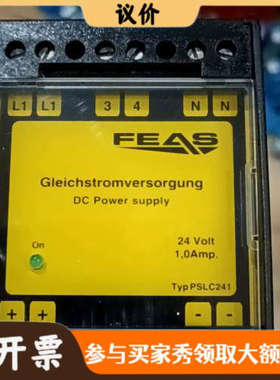 议价
L1 L1 3 4 N N
FEAS
Gleichstromversorgung
DC Power supply
On
24 Volt
1,0Amp.
Typ PSLC241
+ + - -
开票
参与买家秀领取大额